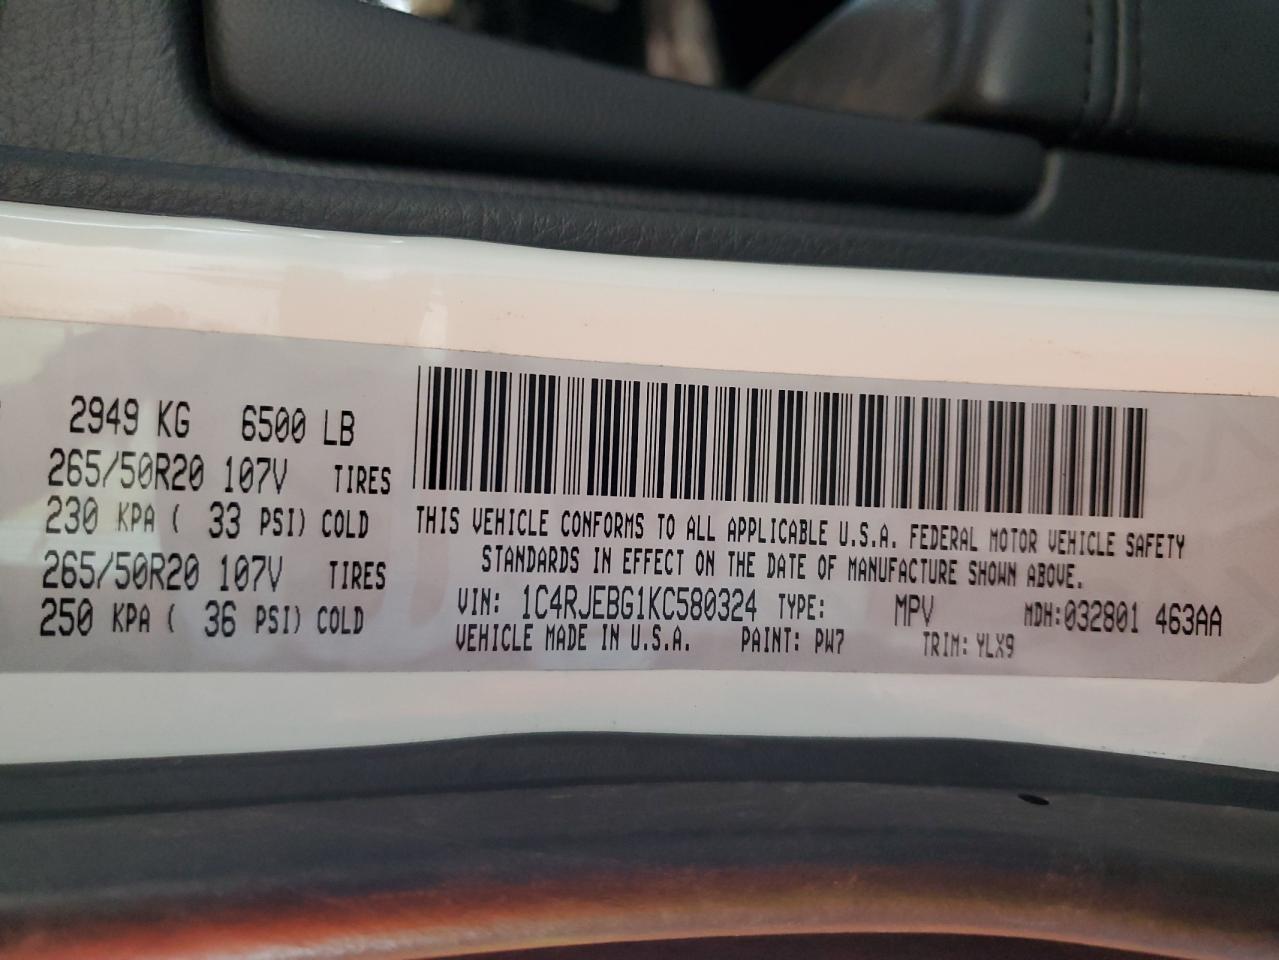 2949 KG 6500 LB
265/50R20 107V TIRES
230 KPA ( 33 PSI) COLD
265/50R20 107V TIRES
250 KPA ( 36 PSI) COLD
THIS VEHICLE CONFORMS TO ALL APPLICABLE U.S.A. FEDERAL MOTOR VEHICLE SAFETY
STANDARDS IN EFFECT ON THE DATE OF MANUFACTURE SHOWN ABOVE.
VIN: 1C4RJEBG1KC580324 TYPE: MPV MDH:032801 463AA
VEHICLE MADE IN U.S.A. PAINT: PW7 TRIM: YLX9